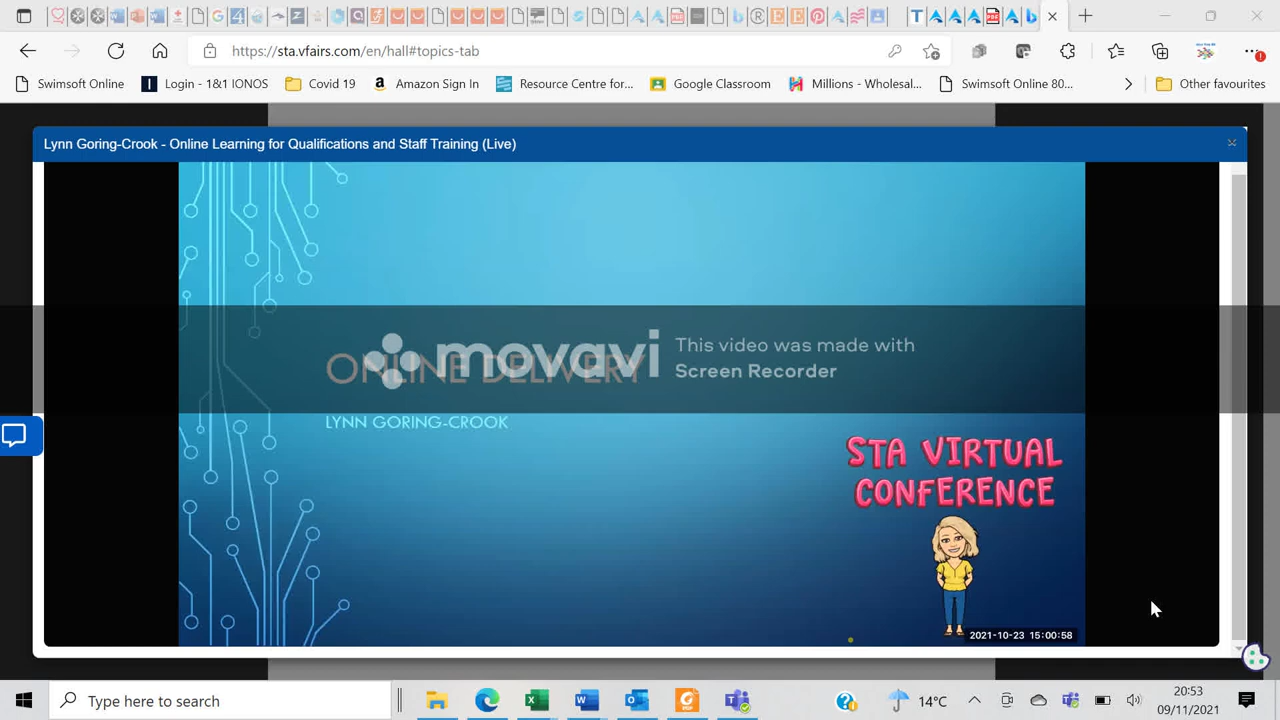 https://sta.vfairs.com/en/hall#topics-tab
Swimsoft Online
Login - 1&1 IONOS
Covid 19
Amazon Sign In
Resource Centre for...
Google Classroom
Millions - Wholesal...
Swimsoft Online 80...
Other favourites
Lynn Goring-Crook - Online Learning for Qualifications and Staff Training (Live)
ONLINE DELIVERY
movavi
This video was made with
Screen Recorder
LYNN GORING-CROOK
STA VIRTUAL
CONFERENCE
2021-10-23 15:00:58
Type here to search
14°C
20:53
09/11/2021